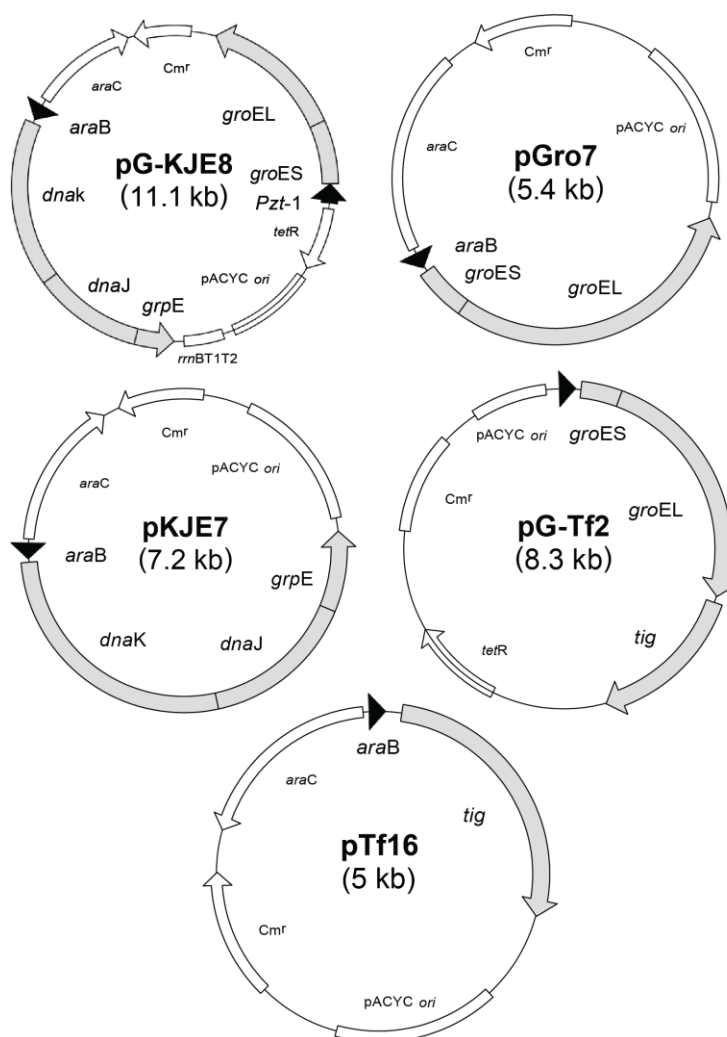 Cmr
araC
araB
groEL
pG-KJE8
(11.1 kb)
dnak
groES
Pzt-1
tetR
dnaJ
grpE
pACYC ori
rrnBT1T2
Cmr
pACYC ori
araC
pGro7
(5.4 kb)
araB
groES
groEL
Cmr
pACYC ori
araC
pKJE7
(7.2 kb)
araB
grpE
dnaK
dnaJ
pACYC ori
groES
Cmr
groEL
pG-Tf2
(8.3 kb)
tig
tetR
araB
araC
tig
pTf16
(5 kb)
Cmr
pACYC ori